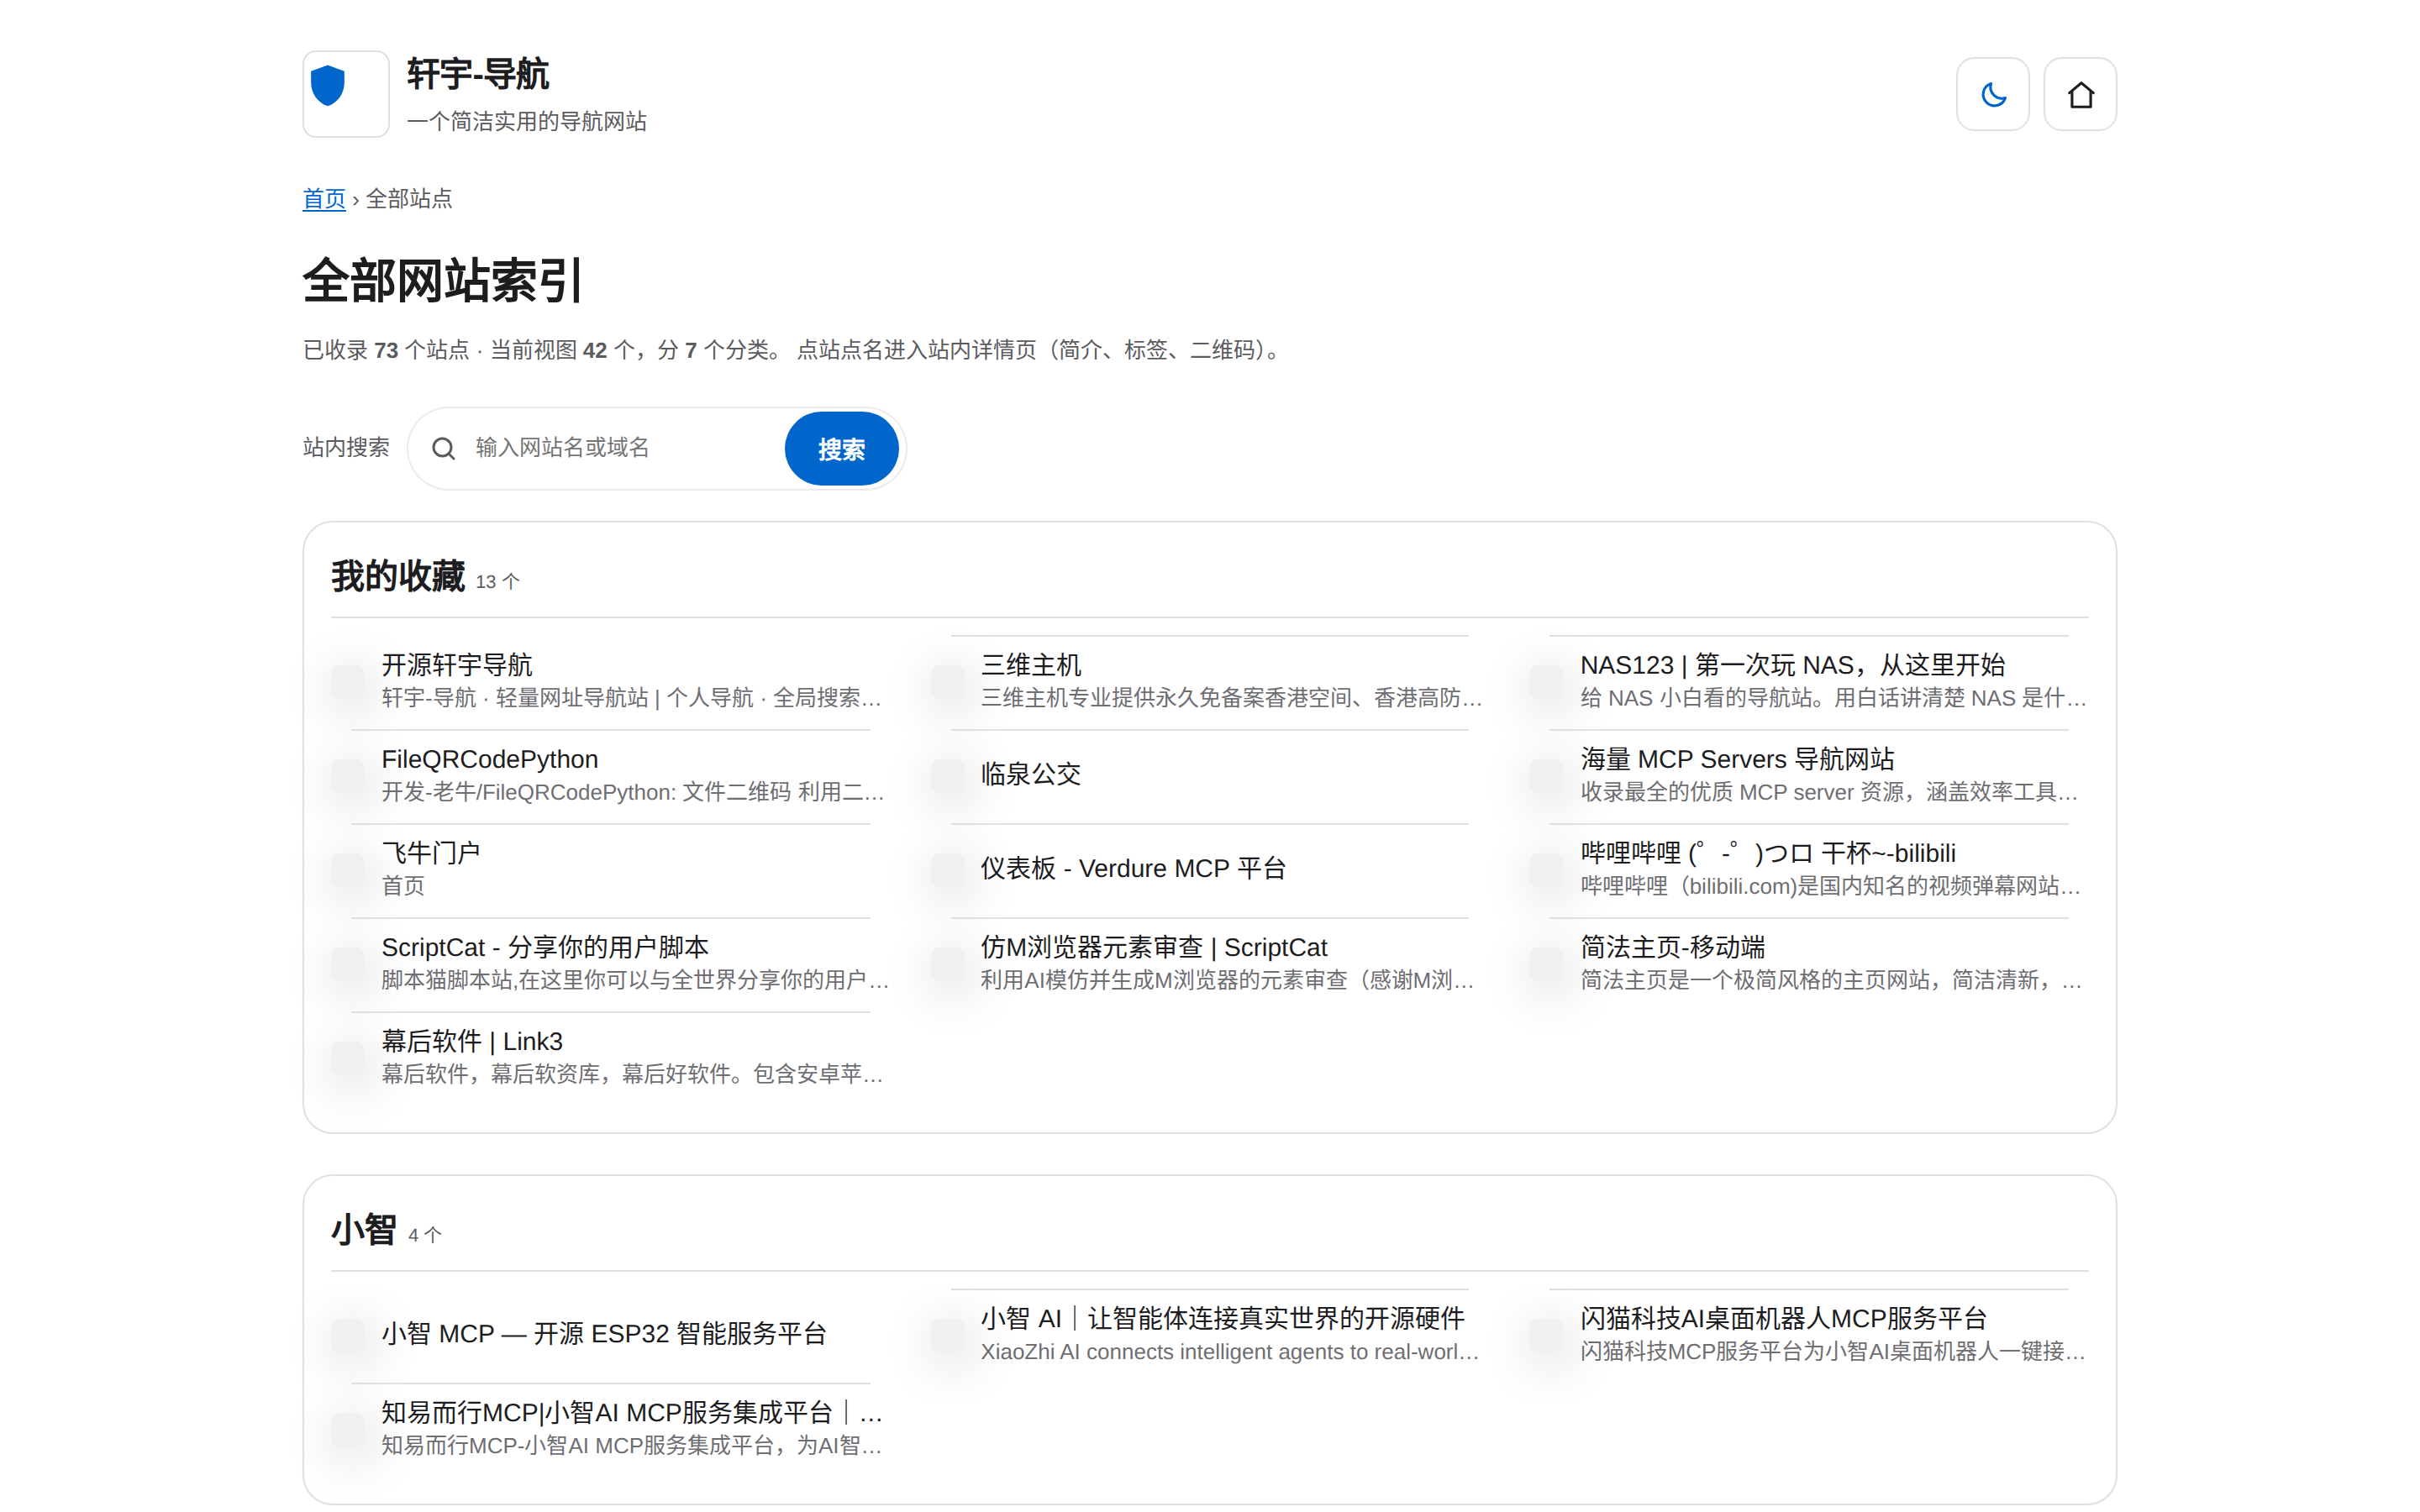 轩宇-导航
一个简洁实用的导航网站
首页 › 全部站点
全部网站索引
已收录 73 个站点 · 当前视图 42 个，分 7 个分类。 点站点名进入站内详情页（简介、标签、二维码）。
站内搜索 输入网站名或域名 搜索
我的收藏 13 个
开源轩宇导航
轩宇-导航 · 轻量网址导航站 | 个人导航 · 全局搜索…
三维主机
三维主机专业提供永久免备案香港空间、香港高防…
NAS123 | 第一次玩 NAS，从这里开始
给 NAS 小白看的导航站。用白话讲清楚 NAS 是什…
FileQRCodePython
开发-老牛/FileQRCodePython: 文件二维码 利用二…
临泉公交
海量 MCP Servers 导航网站
收录最全的优质 MCP server 资源，涵盖效率工具…
飞牛门户
首页
仪表板 - Verdure MCP 平台
哔哩哔哩 (゜-゜)つロ 干杯~-bilibili
哔哩哔哩（bilibili.com)是国内知名的视频弹幕网站…
ScriptCat - 分享你的用户脚本
脚本猫脚本站,在这里你可以与全世界分享你的用户…
仿M浏览器元素审查 | ScriptCat
利用AI模仿并生成M浏览器的元素审查（感谢M浏…
简法主页-移动端
简法主页是一个极简风格的主页网站，简洁清新，…
幕后软件 | Link3
幕后软件，幕后软资库，幕后好软件。包含安卓苹…
小智 4 个
小智 MCP — 开源 ESP32 智能服务平台
小智 AI｜让智能体连接真实世界的开源硬件
XiaoZhi AI connects intelligent agents to real-worl…
闪猫科技AI桌面机器人MCP服务平台
闪猫科技MCP服务平台为小智AI桌面机器人一键接…
知易而行MCP|小智AI MCP服务集成平台｜…
知易而行MCP-小智AI MCP服务集成平台，为AI智…